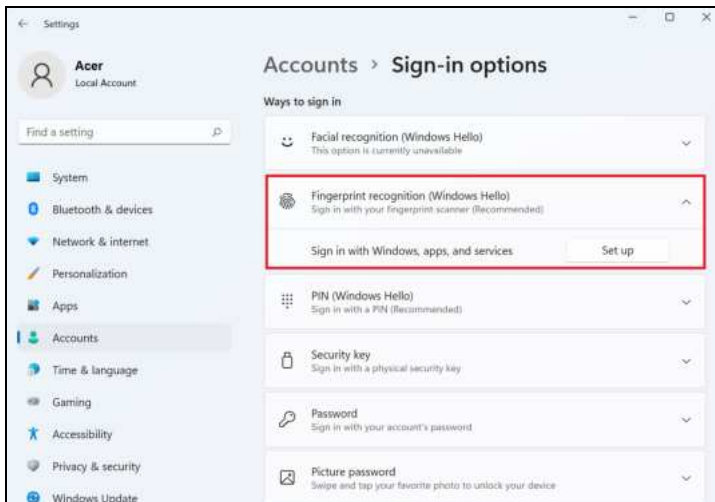 Settings
Acer
Local Account
Find a setting
System
Bluetooth & devices
Network & internet
Personalization
Apps
Accounts
Time & language
Gaming
Accessibility
Privacy & security
Windows Update
Accounts > Sign-in options
Ways to sign in
Facial recognition (Windows Hello)
This option is currently unavailable
Fingerprint recognition (Windows Hello)
Sign in with your fingerprint scanner (Recommended)
Sign in with Windows, apps, and services
Set up
PIN (Windows Hello)
Sign in with a PIN (Recommended)
Security key
Sign in with a physical security key
Password
Sign in with your account's password
Picture password
Swipe and tap your favorite photo to unlock your device